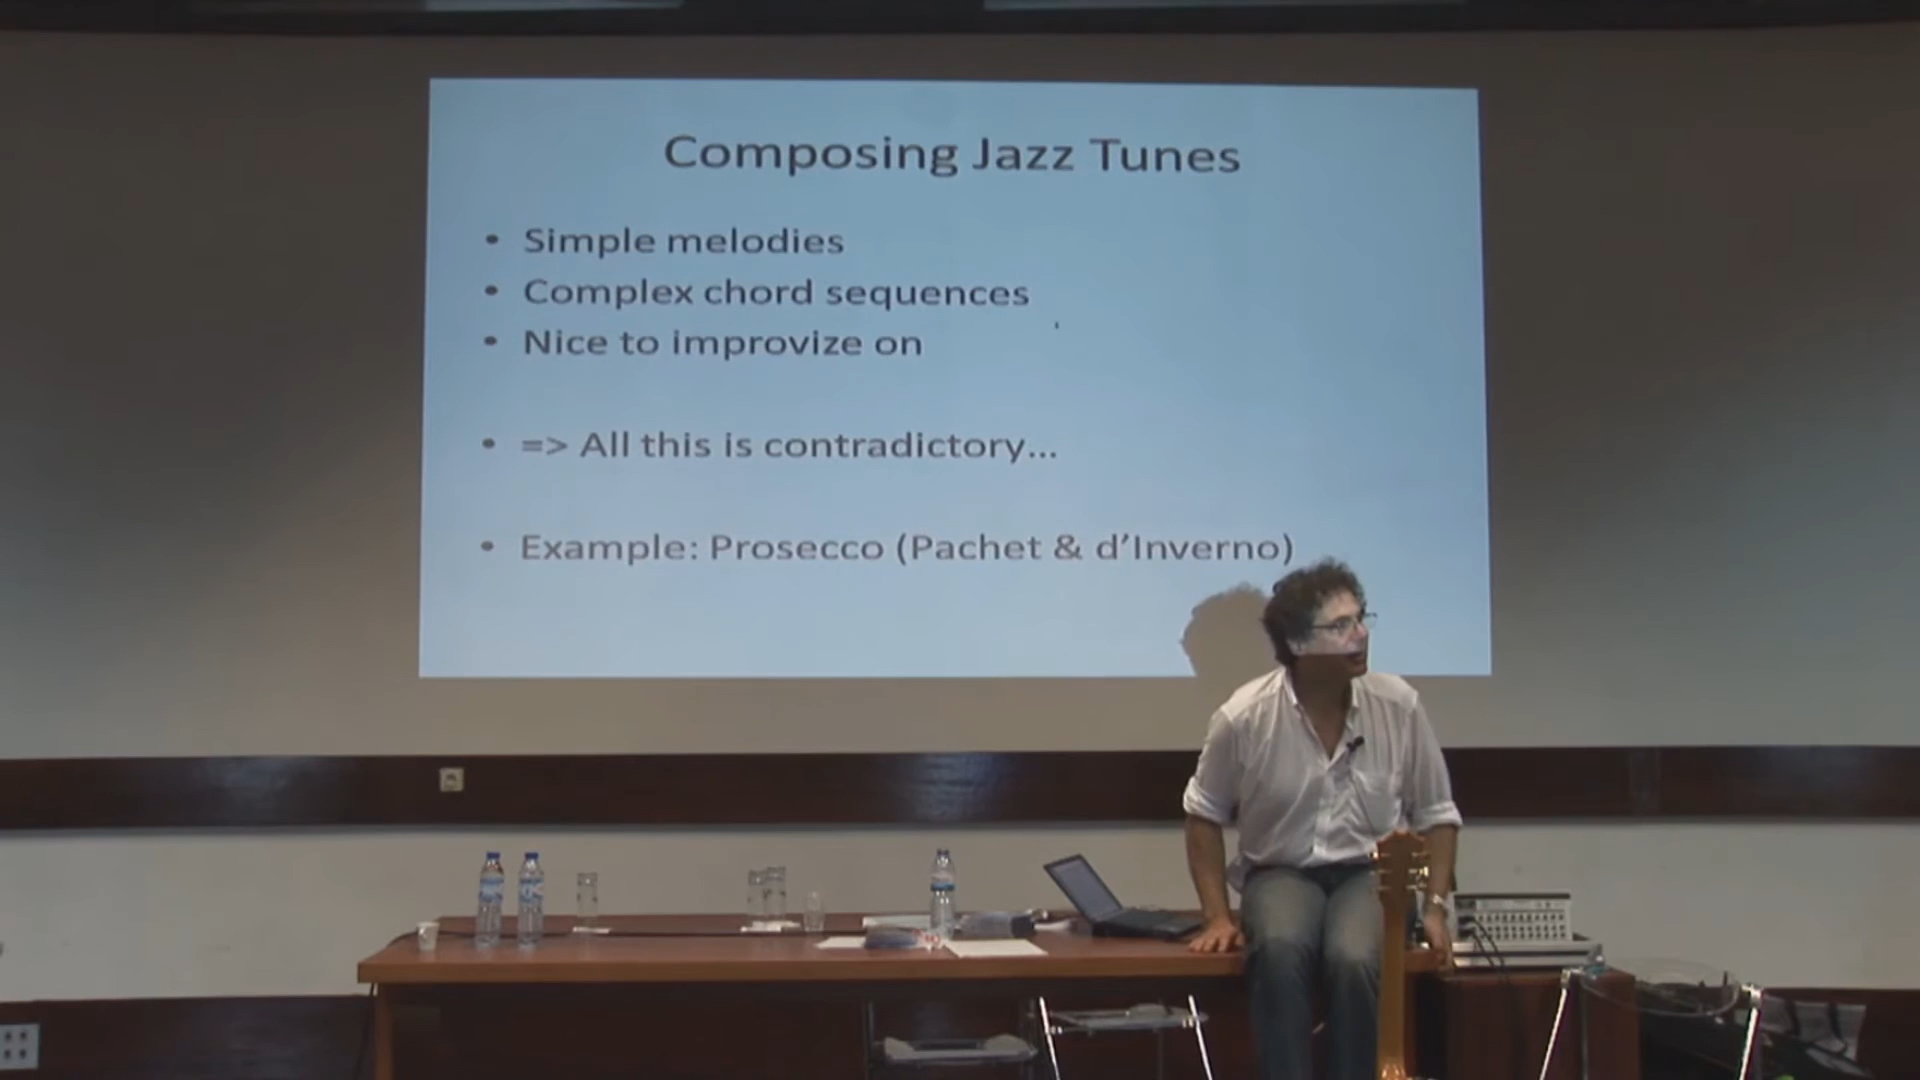 Composing Jazz Tunes
• Simple melodies
• Complex chord sequences
• Nice to improvize on
• => All this is contradictory...
• Example: Prosecco (Pachet & d’Inverno)